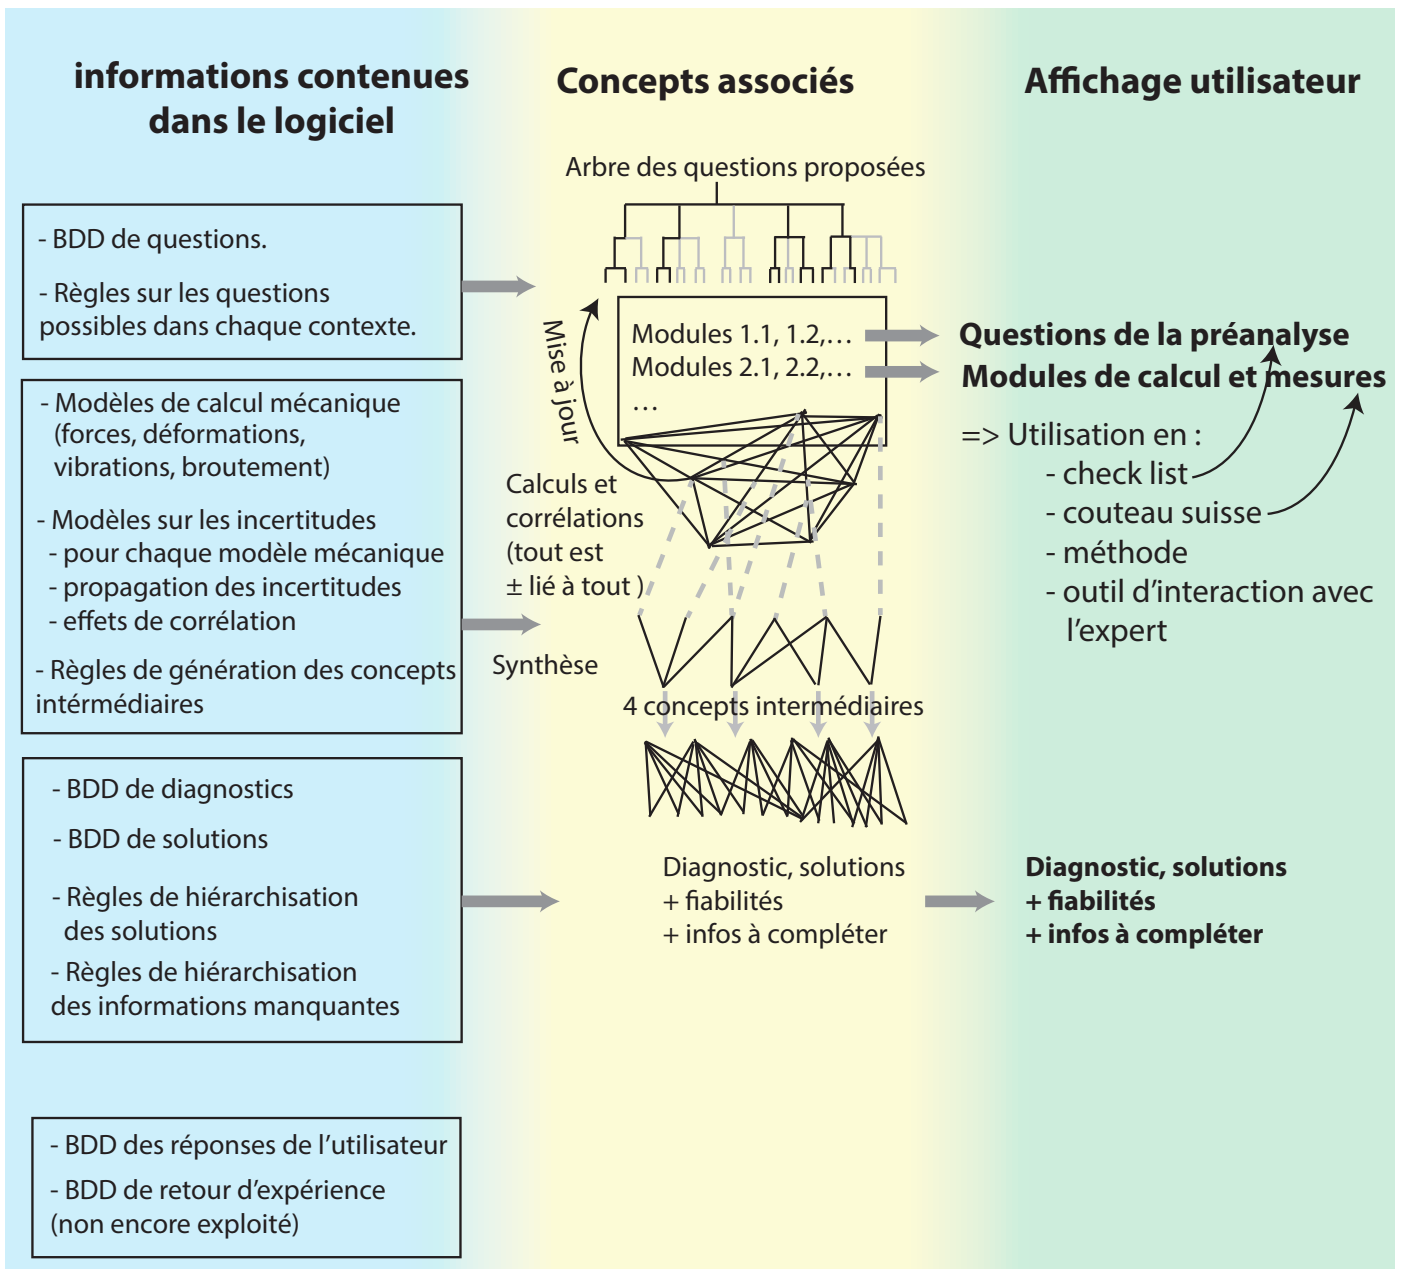 informations contenues
dans le logiciel
Concepts associés
Affichage utilisateur
- BDD de questions.
- Règles sur les questions
possibles dans chaque contexte.
- Modèles de calcul mécanique
(forces, déformations,
vibrations, broutement)
- Modèles sur les incertitudes
- pour chaque modèle mécanique
- propagation des incertitudes
- effets de corrélation
- Règles de génération des concepts
intérmédiaires
- BDD de diagnostics
- BDD de solutions
- Règles de hiérarchisation
des solutions
- Règles de hiérarchisation
des informations manquantes
- BDD des réponses de l’utilisateur
- BDD de retour d’expérience
(non encore exploité)
Arbre des questions proposées
Mise à jour
Modules 1.1, 1.2,…
Modules 2.1, 2.2,…
…
Calculs et
corrélations
(tout est
± lié à tout )
Synthèse
4 concepts intermédiaires
Diagnostic, solutions
+ fiabilités
+ infos à compléter
Questions de la préanalyse
Modules de calcul et mesures
=> Utilisation en :
- check list
- couteau suisse
- méthode
- outil d’interaction avec
l’expert
Diagnostic, solutions
+ fiabilités
+ infos à compléter